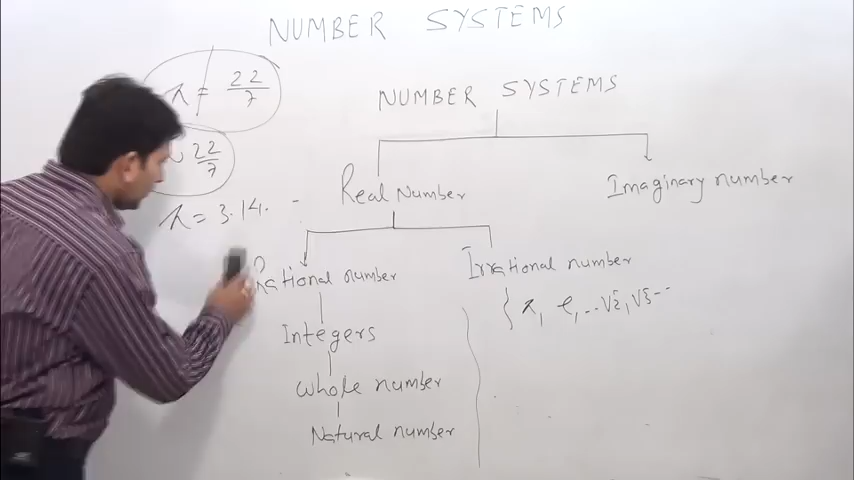 NUMBER SYSTEMS
π ≠ 22/7
NUMBER SYSTEMS
22/7
Real Number
Imaginary number
π = 3.14. -
Rational number
Irrational number
{ π, e, ..√2, √3--
Integers
Whole number
Natural number